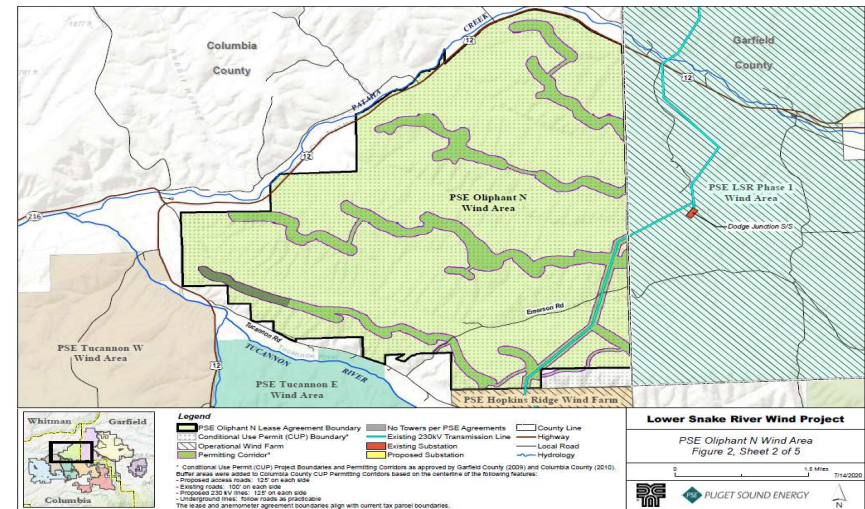 Columbia
County
CREEK
PATAHA
12
Garfield
County
12
12
216
PSE Oliphant N
Wind Area
PSE LSR Phase 1
Wind Area
Dodge Junction S/S
Emerson Rd
Tucannon Rd
TUCANNON
RIVER
PSE Tucannon W
Wind Area
12
PSE Tucannon E
Wind Area
PSE Hopkins Ridge Wind Farm
Whitman
Garfield
Columbia
Legend
PSE Oliphant N Lease Agreement Boundary
Conditional Use Permit (CUP) Boundary*
Operational Wind Farm
Permitting Corridor*
No Towers per PSE Agreements
Existing 230kV Transmission Line
Existing Substation
Proposed Substation
County Line
Highway
Local Road
Hydrology
* Conditional Use Permit (CUP) Project Boundaries and Permitting Corridors as approved by Garfield County (2009) and Columbia County (2010).
Buffer areas were added to Columbia County CUP Permitting Corridors based on the centerline of the following features:
- Proposed access roads: 125' on each side
- Existing roads: 100' on each side
- Proposed 230 kV lines: 125' on each side
- Underground lines: follow roads as practicable
The lease and anemometer agreement boundaries align with current tax parcel boundaries.
Lower Snake River Wind Project
PSE Oliphant N Wind Area
Figure 2, Sheet 2 of 5
0
1.5 Miles
7/14/2020
PSE PUGET SOUND ENERGY
N